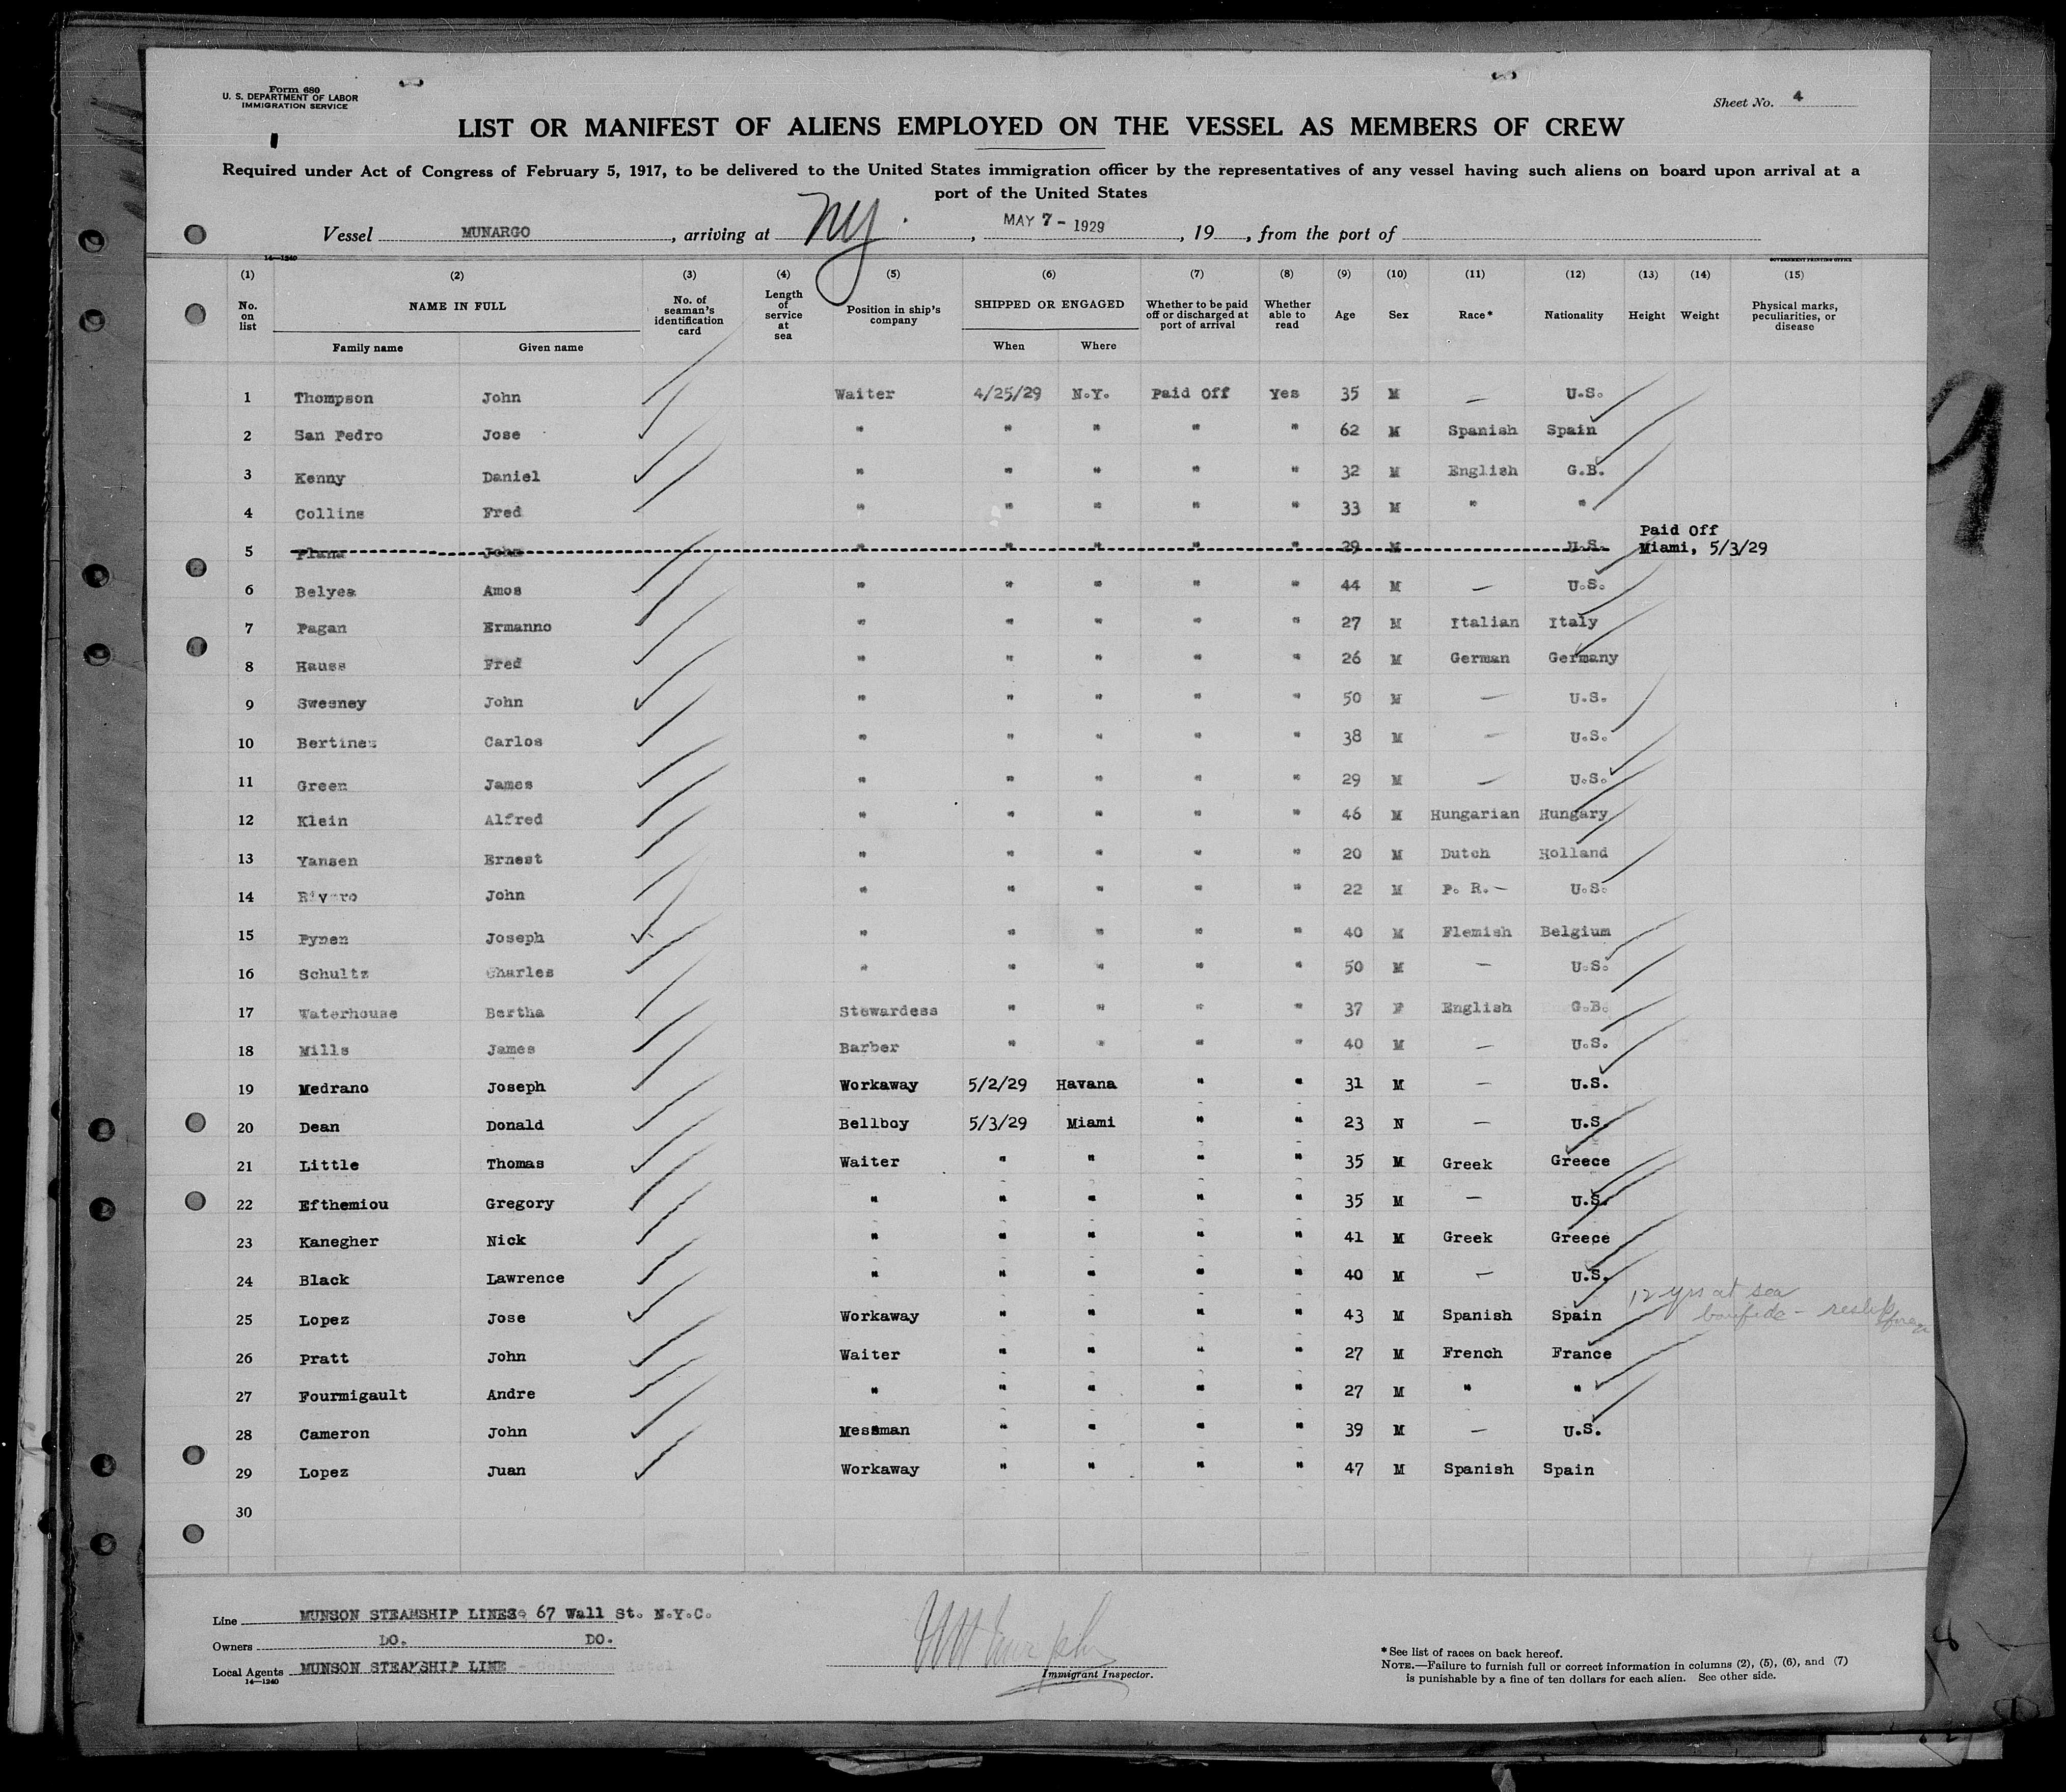 Form 680
U. S. DEPARTMENT OF LABOR
IMMIGRATION SERVICE
Sheet No. 4
LIST OR MANIFEST OF ALIENS EMPLOYED ON THE VESSEL AS MEMBERS OF CREW
Required under Act of Congress of February 5, 1917, to be delivered to the United States immigration officer by the representatives of any vessel having such aliens on board upon arrival at a
port of the United States
Vessel MUNARGO, arriving at NY, MAY 7 - 1929, 19, from the port of
14—1240
GOVERNMENT PRINTING OFFICE
(1) (2) (3) (4) (5) (6) (7) (8) (9) (10) (11) (12) (13) (14) (15)
No. on list NAME IN FULL No. of seaman's identification card Length of service at sea Position in ship's company SHIPPED OR ENGAGED Whether to be paid off or discharged at port of arrival Whether able to read Age Sex Race* Nationality Height Weight Physical marks, peculiarities, or disease
Family name Given name When Where
1 Thompson John Waiter 4/25/29 N.Y. Paid Off Yes 35 M — U.S.
2 San Pedro Jose " " " " " 62 M Spanish Spain
3 Kenny Daniel " " " " " 32 M English G.B.
4 Collins Fred " " " " " 33 M " "
5 Plana John " " " " " 29 M U.S. Paid Off
Miami, 5/3/29
6 Belyea Amos " " " " " 44 M — U.S.
7 Pagan Ermanno " " " " " 27 M Italian Italy
8 Hauss Fred " " " " " 26 M German Germany
9 Sweeney John " " " " " 50 M — U.S.
10 Bertinez Carlos " " " " " 38 M — U.S.
11 Green James " " " " " 29 M — U.S.
12 Klein Alfred " " " " " 46 M Hungarian Hungary
13 Yansen Ernest " " " " " 20 M Dutch Holland
14 Rivero John " " " " " 22 M P. R. — U.S.
15 Pynen Joseph " " " " " 40 M Flemish Belgium
16 Schultz Charles " " " " " 50 M — U.S.
17 Waterhouse Bertha Stewardess " " " " 37 F English G.B.
18 Mills James Barber " " " " 40 M — U.S.
19 Medrano Joseph Workaway 5/2/29 Havana " " 31 M — U.S.
20 Dean Donald Bellboy 5/3/29 Miami " " 23 N — U.S.
21 Little Thomas Waiter " " " " 35 M Greek Greece
22 Efthemiou Gregory " " " " " 35 M — U.S.
23 Kanegher Nick " " " " " 41 M Greek Greece
24 Black Lawrence " " " " " 40 M — U.S.
25 Lopez Jose Workaway " " " " 43 M Spanish Spain 12 yrs at sea
bonfide - reship
26 Pratt John Waiter " " " " 27 M French France
27 Fourmigault Andre " " " " " 27 M " "
28 Cameron John Messman " " " " 39 M — U.S.
29 Lopez Juan Workaway " " " " 47 M Spanish Spain
30
Line MUNSON STEAMSHIP LINES 67 Wall St. N.Y.C.
Owners DO. DO.
Local Agents MUNSON STEAMSHIP LINE -
14—1240
Immigrant Inspector.
*See list of races on back hereof.
NOTE.—Failure to furnish full or correct information in columns (2), (5), (6), and (7)
is punishable by a fine of ten dollars for each alien. See other side.